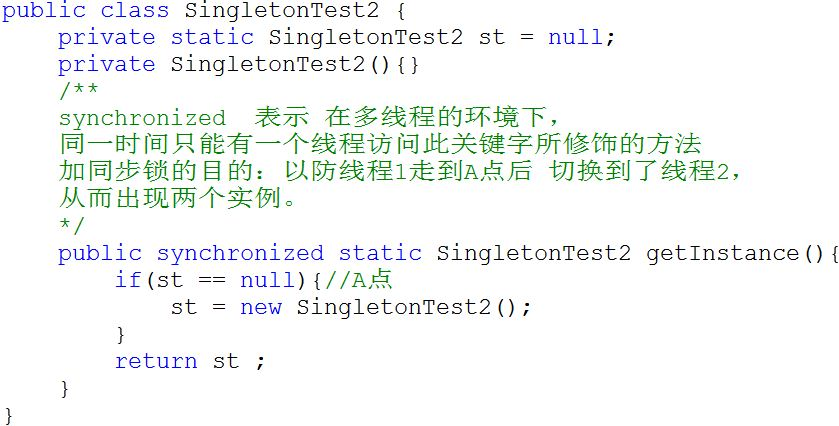 public class SingletonTest2 {
    private static SingletonTest2 st = null;
    private SingletonTest2(){}
    /**
    synchronized  表示 在多线程的环境下，
    同一时间只能有一个线程访问此关键字所修饰的方法
    加同步锁的目的：以防线程1走到A点后 切换到了线程2，
    从而出现两个实例。
    */
    public synchronized static SingletonTest2 getInstance(){
        if(st == null){//A点
            st = new SingletonTest2();
        }
        return st ;
    }
}